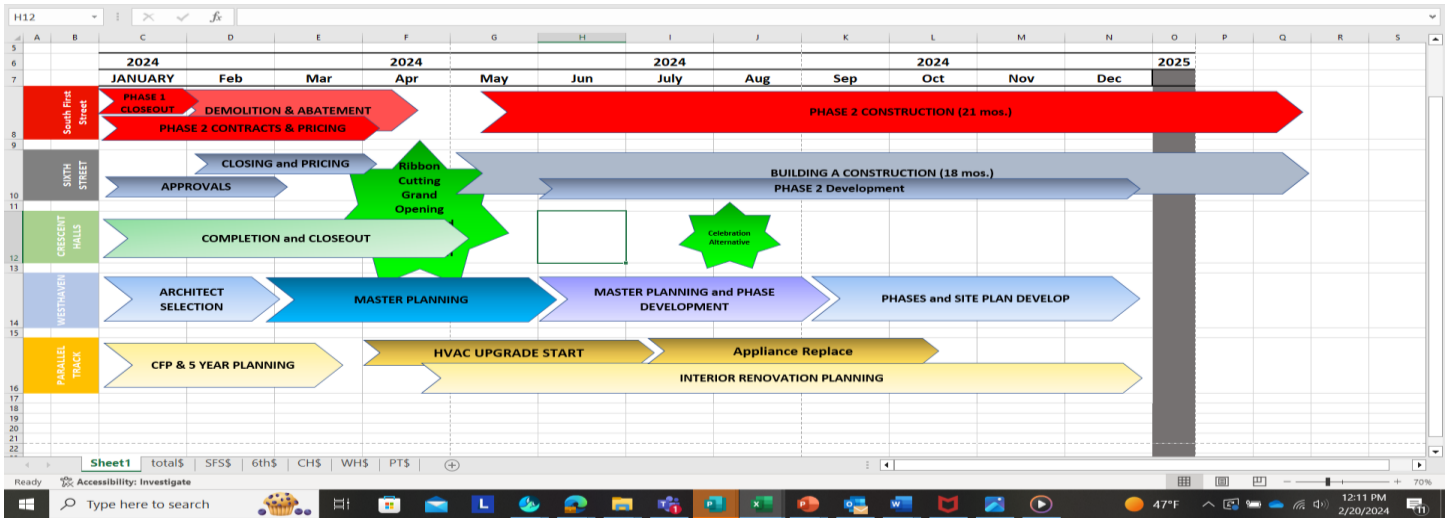 H12
fx
A B C D E F G H I J K L M N O P Q R S
5
6 2024 2024 2024 2024 2025
7 JANUARY Feb Mar Apr May Jun July Aug Sep Oct Nov Dec
South First
Street
PHASE 1
CLOSEOUT
DEMOLITION & ABATEMENT
PHASE 2 CONTRACTS & PRICING
PHASE 2 CONSTRUCTION (21 mos.)
8
9
SIXTH
STREET
CLOSING and PRICING
APPROVALS
Ribbon
Cutting
Grand
Opening
BUILDING A CONSTRUCTION (18 mos.)
PHASE 2 Development
10
11
CRESCENT
HALLS
COMPLETION and CLOSEOUT
Celebration
Alternative
12
13
WESTHAVEN
ARCHITECT
SELECTION
MASTER PLANNING
MASTER PLANNING and PHASE
DEVELOPMENT
PHASES and SITE PLAN DEVELOP
14
15
PARALLEL
TRACK
CFP & 5 YEAR PLANNING
HVAC UPGRADE START
Appliance Replace
INTERIOR RENOVATION PLANNING
16
17
18
19
20
21
22
Sheet1 total$ SFS$ 6th$ CH$ WH$ PT$
Ready Accessibility: Investigate 70%
Type here to search
47°F
12:11 PM
2/20/2024